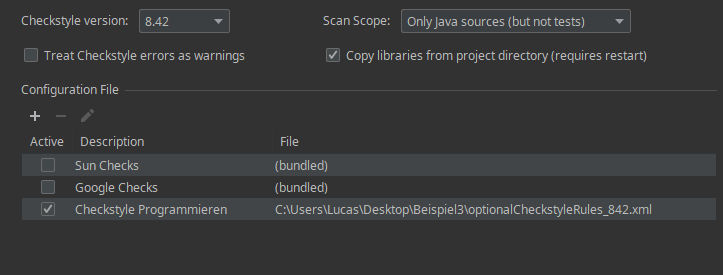 Checkstyle version: 8.42 Scan Scope: Only Java sources (but not tests)
Treat Checkstyle errors as warnings Copy libraries from project directory (requires restart)
Configuration File
Active Description File
Sun Checks (bundled)
Google Checks (bundled)
Checkstyle Programmieren C:\Users\Lucas\Desktop\Beispiel3\optionalCheckstyleRules_842.xml